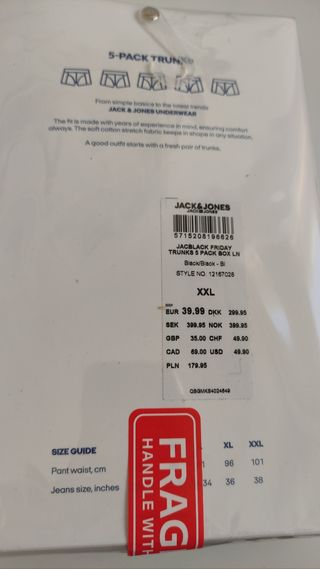 5-PACK TRUNKS
From simple basics to the latest trends
JACK & JONES UNDERWEAR
The fit is made with years of experience in mind, ensuring comfort
always. The soft cotton stretch fabric keeps in shape in any situation.
A good outfit starts with a fresh pair of trunks.
JACK&JONES
JACK&JONES
5715208196626
JACBLACK FRIDAY
TRUNKS 5 PACK BOX LN
Black/Black - Bl
STYLE NO. 12167028
XXL
RRP
EUR 39.99 DKK 299.95
SEK 399.95 NOK 399.95
GBP 35.00 CHF 49.90
CAD 69.00 USD 49.90
PLN 179.95
OSGMKS4024649
SIZE GUIDE XL XXL
Pant waist, cm 96 101
Jeans size, inches 34 36 38
FRAG
HANDLE WITH